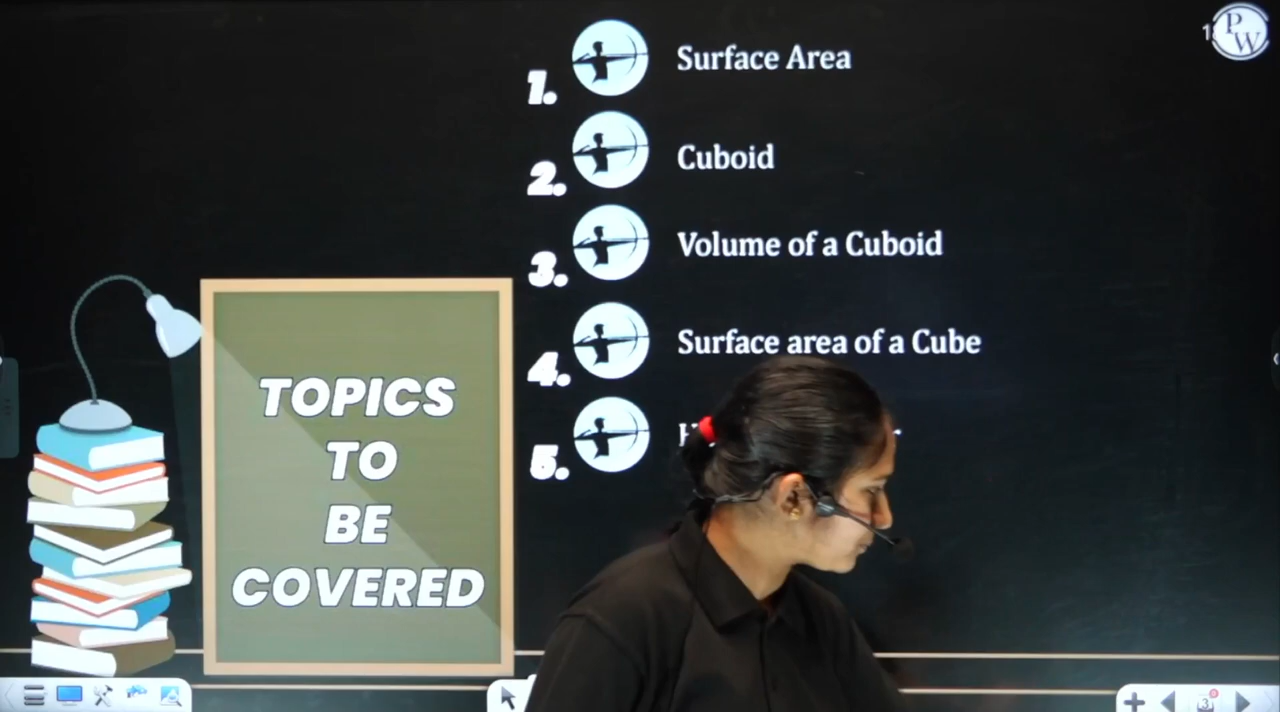 PW
1.
Surface Area
2.
Cuboid
3.
Volume of a Cuboid
4.
Surface area of a Cube
5.
TOPICS
TO
BE
COVERED
3